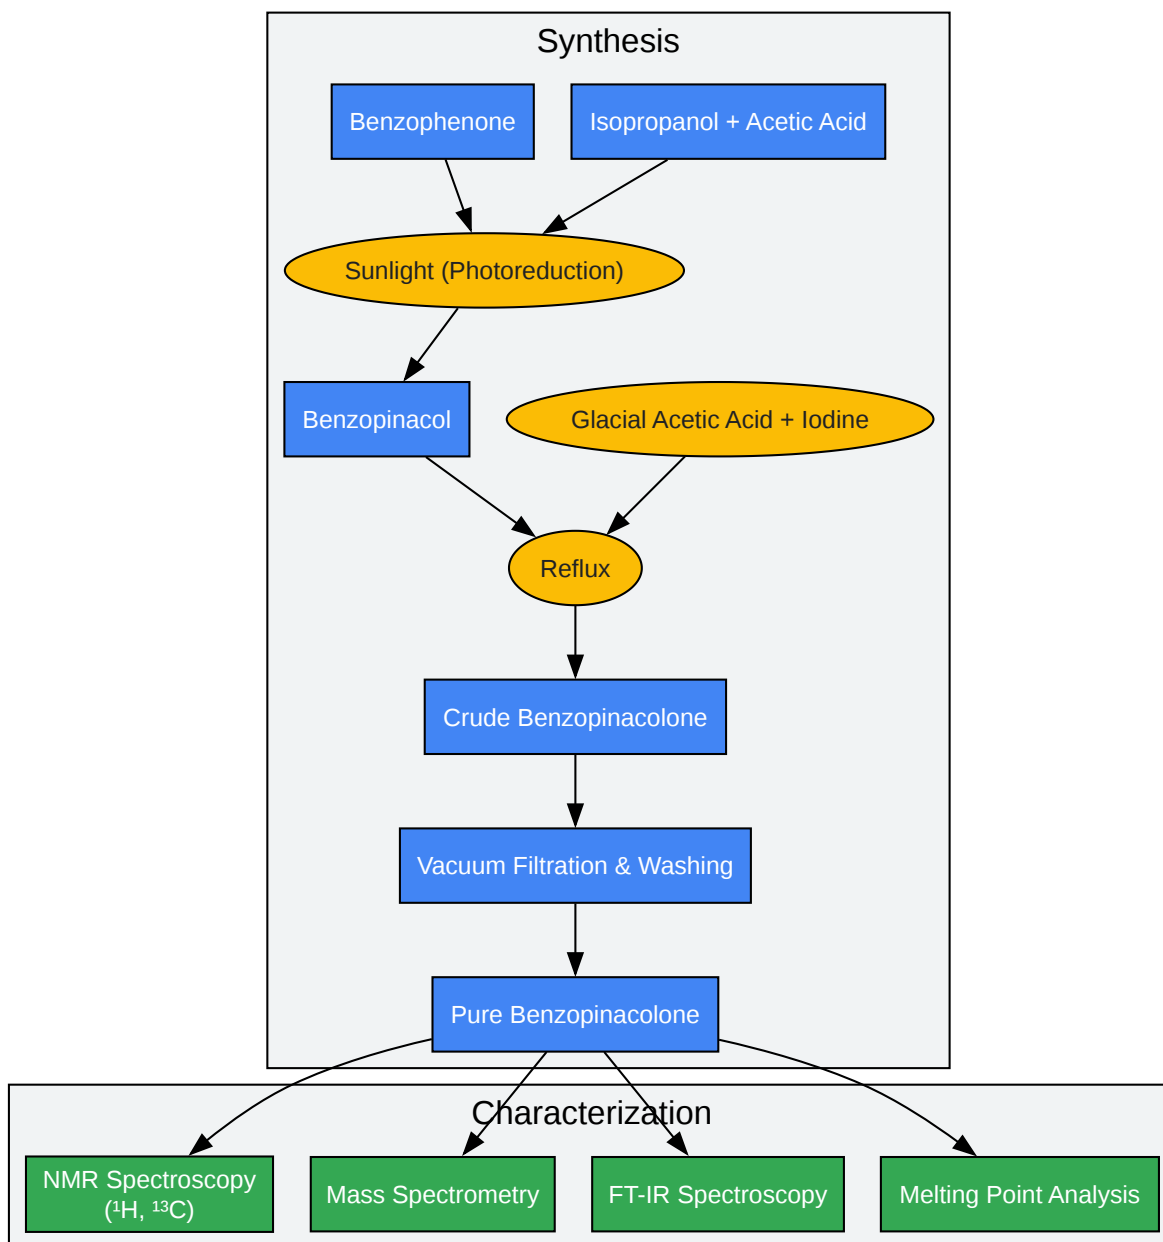 Synthesis
Benzophenone
Isopropanol + Acetic Acid
Sunlight (Photoreduction)
Benzopinacol
Glacial Acetic Acid + Iodine
Reflux
Crude Benzopinacolone
Vacuum Filtration & Washing
Pure Benzopinacolone
Characterization
NMR Spectroscopy
(¹H, ¹³C)
Mass Spectrometry
FT-IR Spectroscopy
Melting Point Analysis